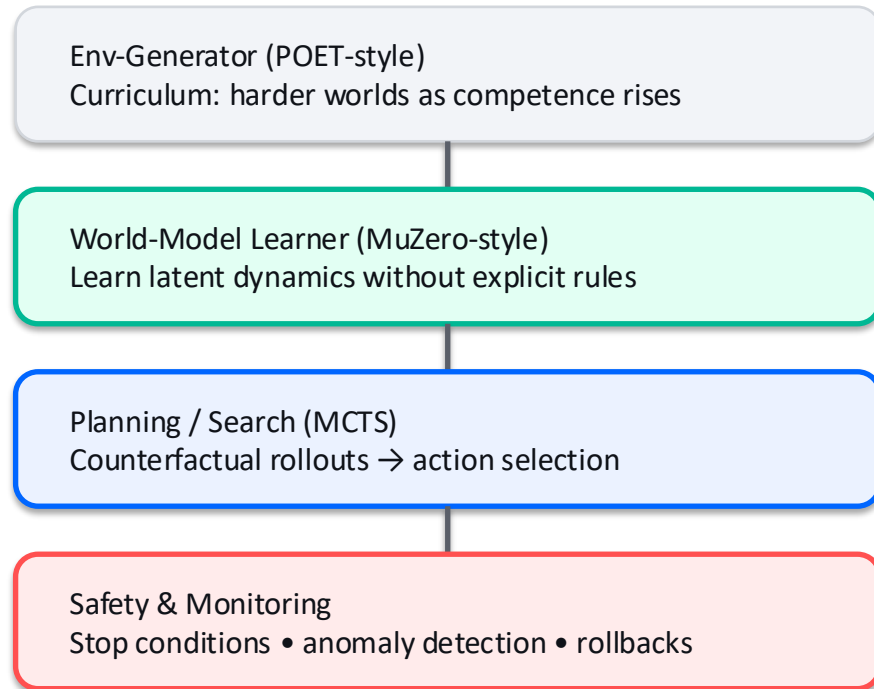 Env-Generator (POET-style)
Curriculum: harder worlds as competence rises
World-Model Learner (MuZero-style)
Learn latent dynamics without explicit rules
Planning / Search (MCTS)
Counterfactual rollouts → action selection
Safety & Monitoring
Stop conditions • anomaly detection • rollbacks